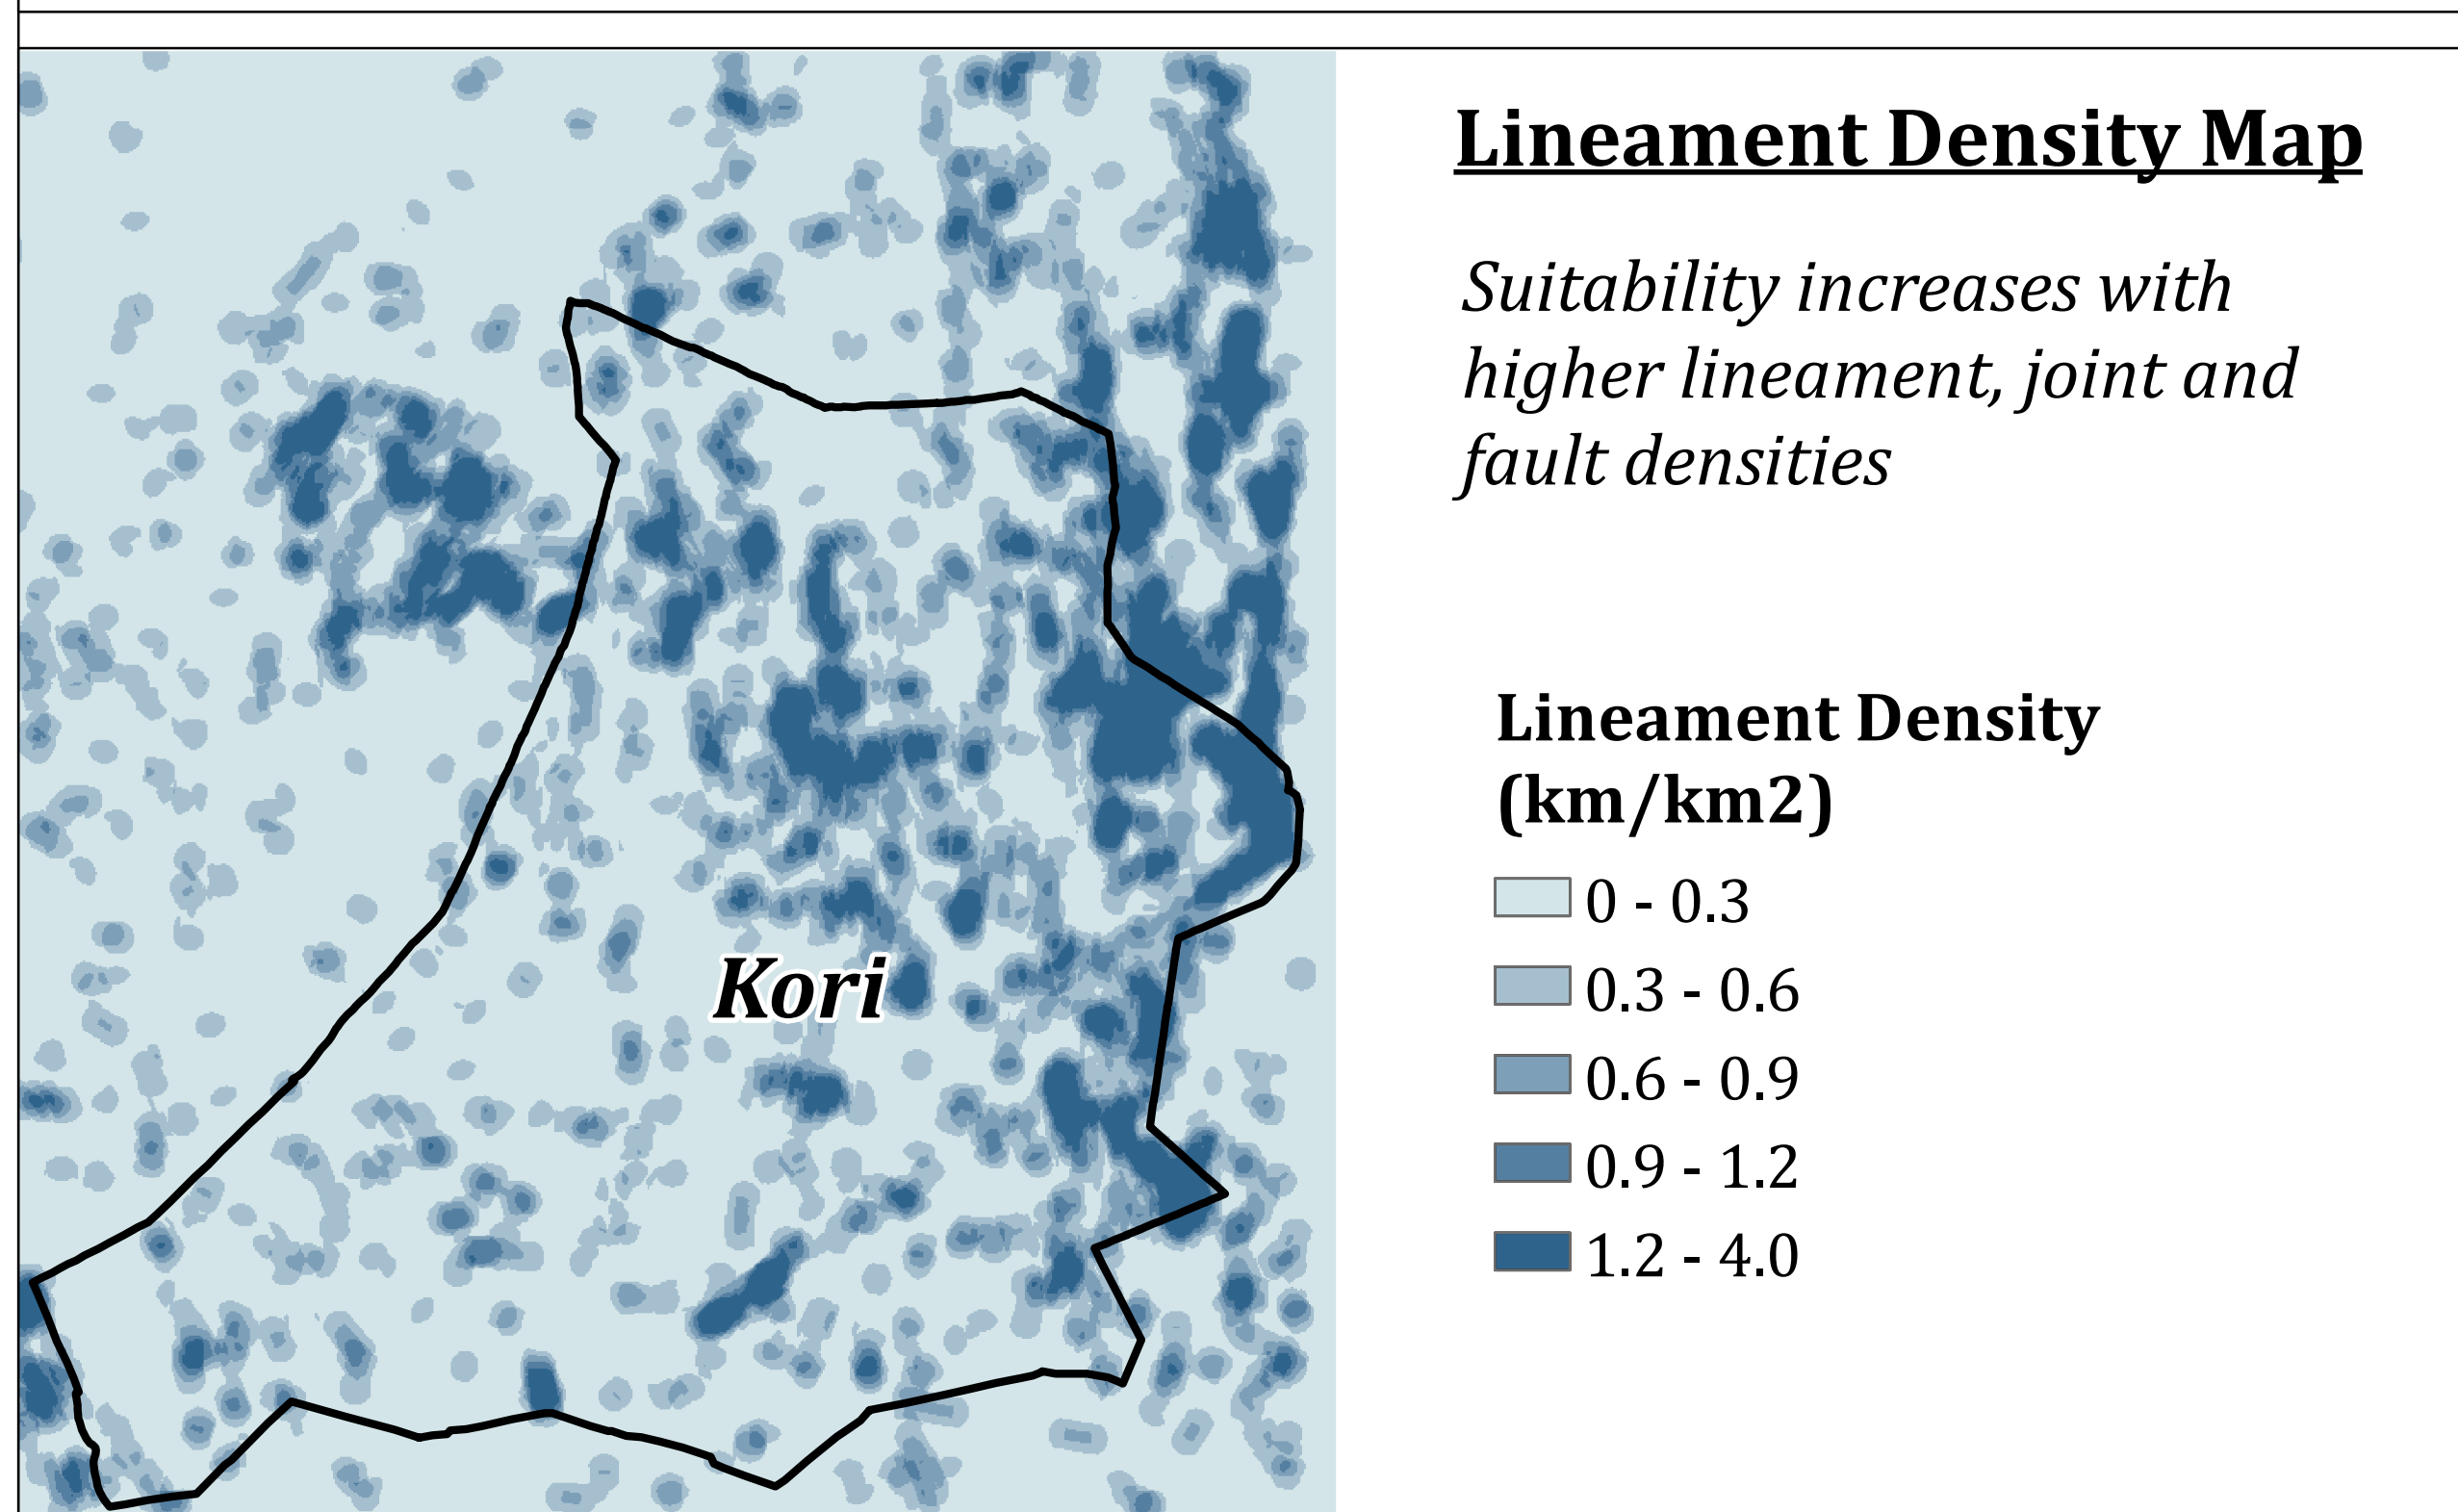 Lineament Density Map
Suitability increases with
higher lineament, joint and
fault densities
Lineament Density
(km/km2)
0 - 0.3
0.3 - 0.6
0.6 - 0.9
0.9 - 1.2
1.2 - 4.0
Kori